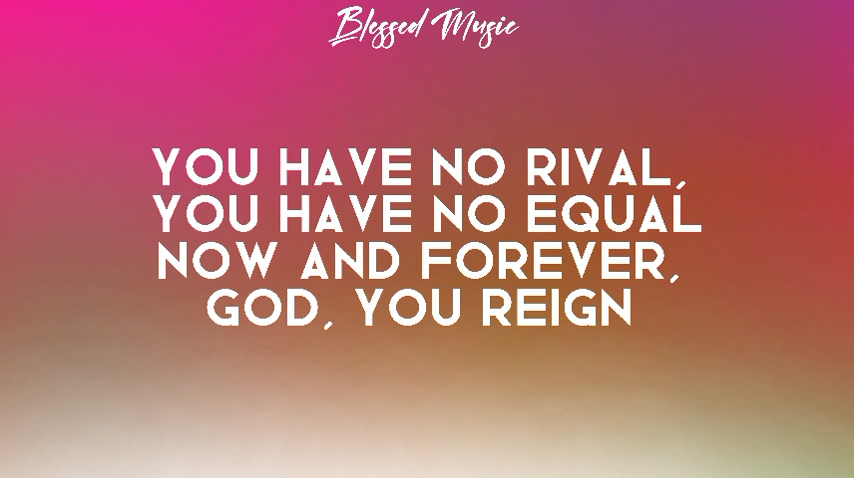 Blessed Music
YOU HAVE NO RIVAL,
YOU HAVE NO EQUAL
NOW AND FOREVER,
GOD, YOU REIGN